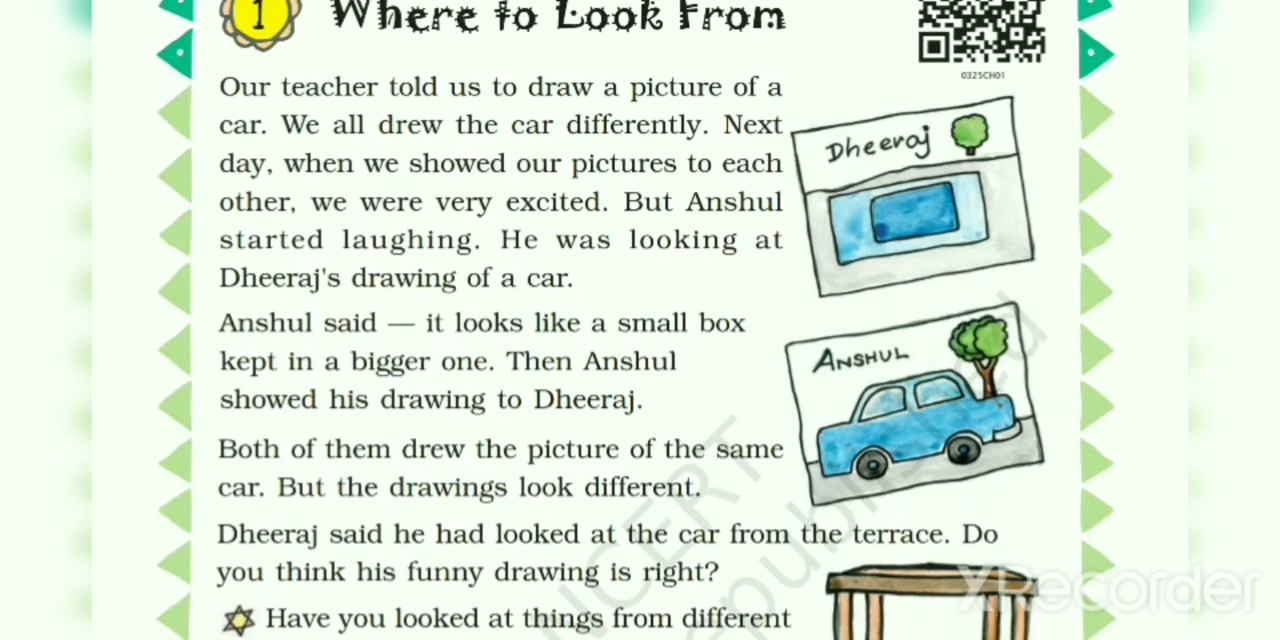 1 Where to Look From
0325CH01
Our teacher told us to draw a picture of a
car. We all drew the car differently. Next
day, when we showed our pictures to each
other, we were very excited. But Anshul
started laughing. He was looking at
Dheeraj's drawing of a car.
Dheeraj
Anshul said — it looks like a small box
kept in a bigger one. Then Anshul
showed his drawing to Dheeraj.
ANSHUL
Both of them drew the picture of the same
car. But the drawings look different.
Dheeraj said he had looked at the car from the terrace. Do
you think his funny drawing is right?
Have you looked at things from different
NCERT
republished
XRecorder